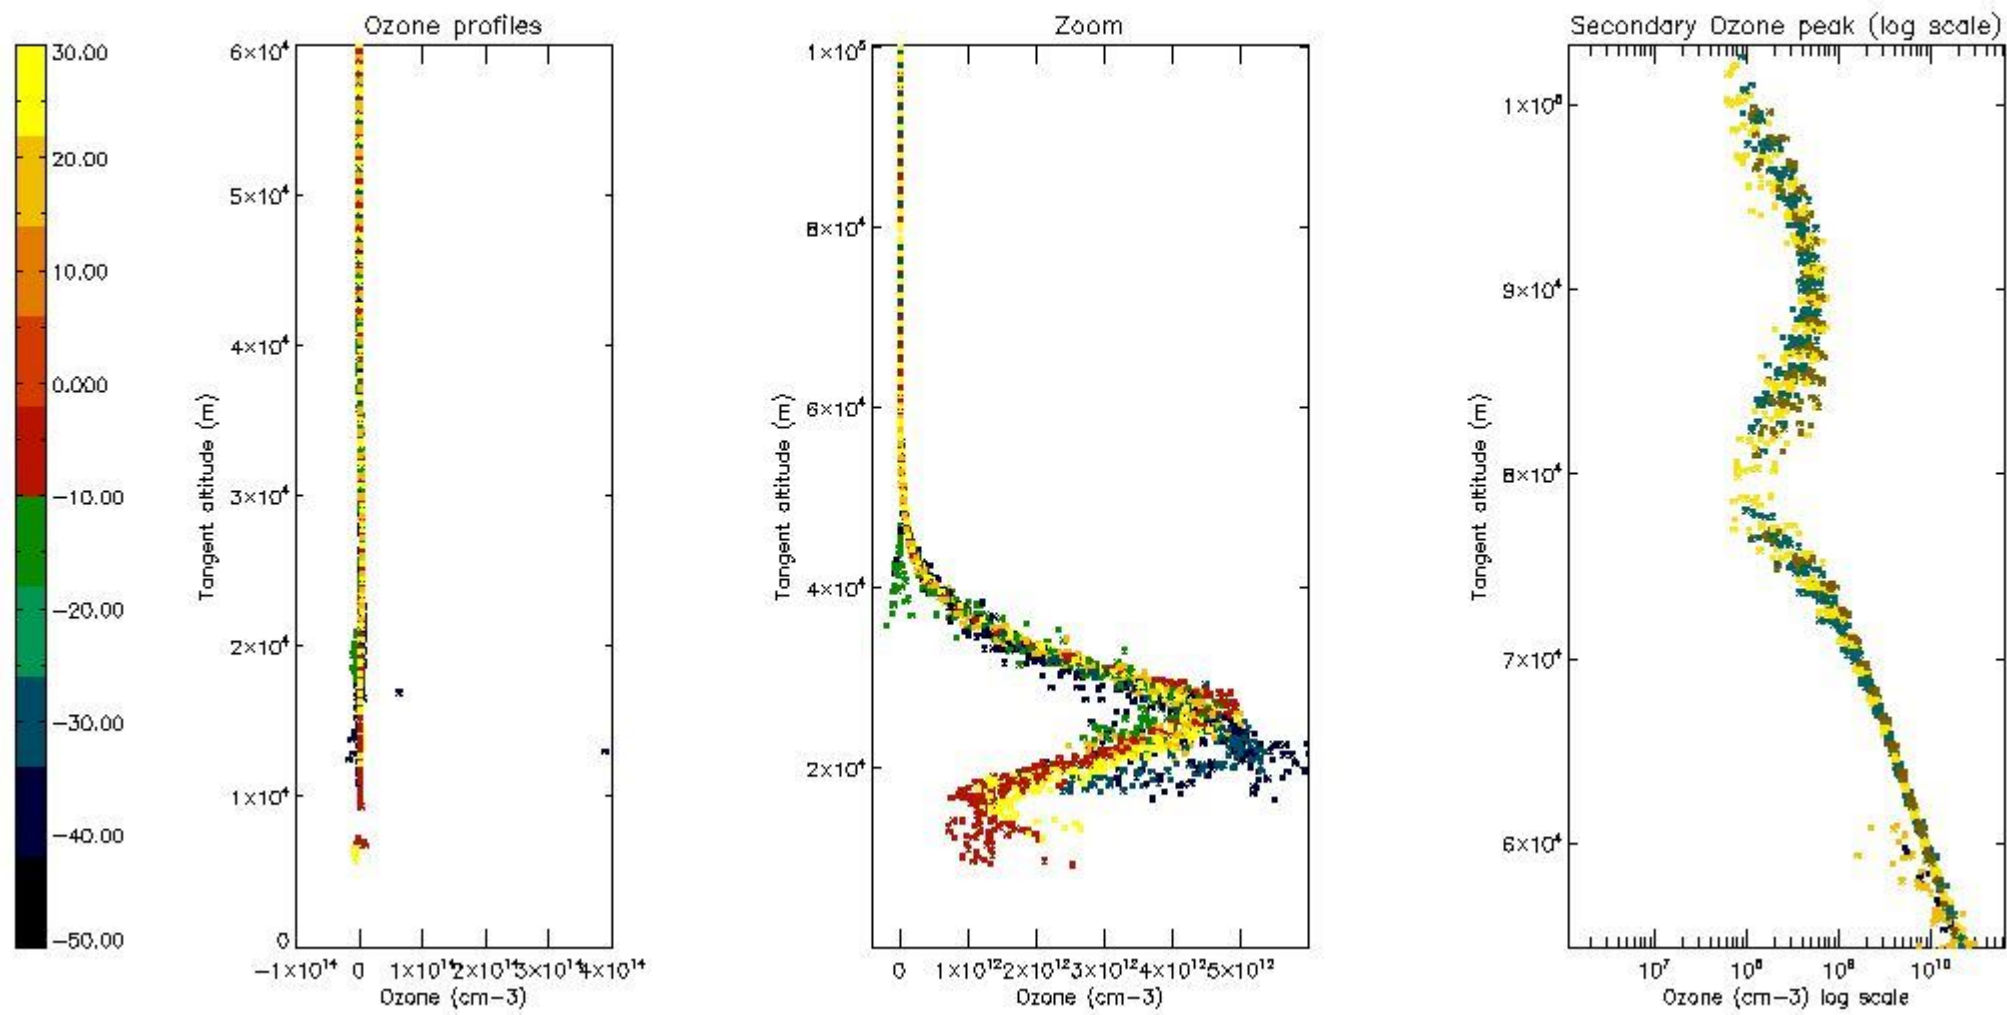 Ozone profiles
Zoom
Secondary Ozone peak (log scale)
30.00
20.00
10.00
0.000
−10.00
−20.00
−30.00
−40.00
−50.00
6×10⁴
5×10⁴
4×10⁴
3×10⁴
2×10⁴
1×10⁴
0
Tangent altitude (m)
−1×10¹⁴ 0 1×10¹⁴ 2×10¹⁴ 3×10¹⁴ 4×10¹⁴
Ozone (cm−3)
1×10⁵
8×10⁴
6×10⁴
4×10⁴
2×10⁴
Tangent altitude (m)
0 1×10¹² 2×10¹² 3×10¹² 4×10¹² 5×10¹²
Ozone (cm−3)
1×10⁵
9×10⁴
8×10⁴
7×10⁴
6×10⁴
Tangent altitude (m)
10⁷ 10⁸ 10⁹ 10¹⁰
Ozone (cm−3) log scale